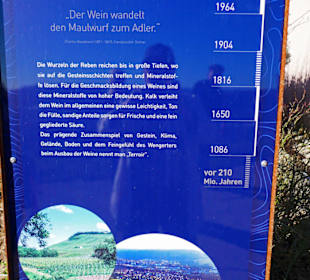 „Der Wein wandelt
den Maulwurf zum Adler."
Die Wurzeln der Reben reichen bis in große Tiefen, wo
sie auf die Gesteinsschichten treffen und Mineralstof-
fe lösen. Für die Geschmacksbildung eines Weines sind
diese Mineralstoffe von hoher Bedeutung. Kalk verleiht
dem Wein im allgemeinen eine gewisse Leichtigkeit, Ton
die Fülle, sandige Anteile sorgen für Frische und eine fein
gegliederte Säure.
Das prägende Zusammenspiel von Gestein, Klima,
Gelände, Boden und dem Feingefühl des Wengerters
beim Ausbau der Weine nennt man „Terroir".
1964
1904
1816
1650
1086
vor 210
Mio. Jahren